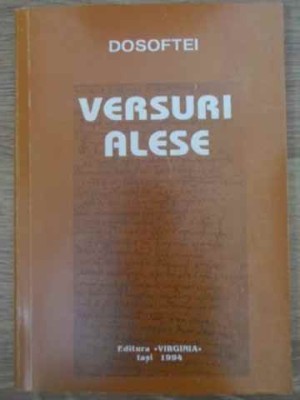 DOSOFTEI
VERSURI
ALESE
Editura «VIRGINIA»
Iaşi 1994